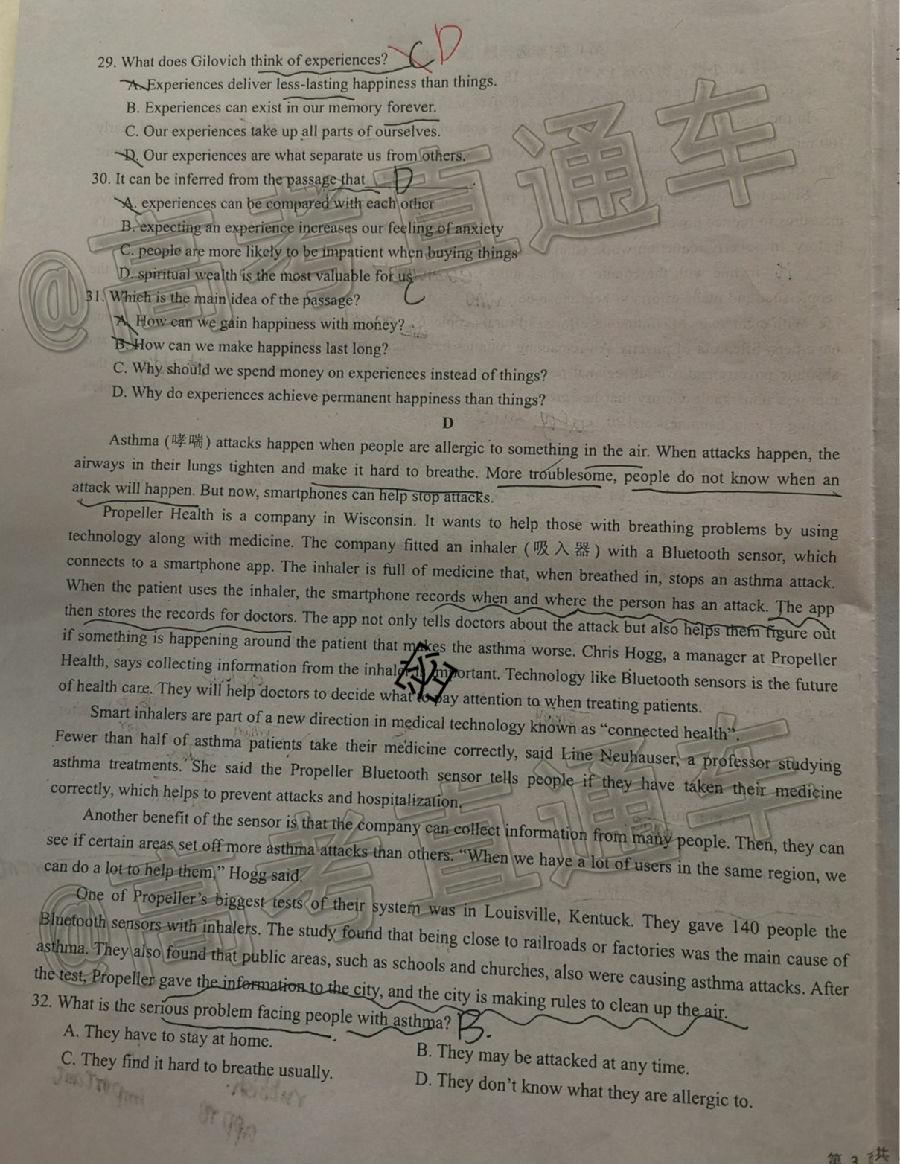 29. What does Gilovich think of experiences? C D
A. Experiences deliver less-lasting happiness than things.
B. Experiences can exist in our memory forever.
C. Our experiences take up all parts of ourselves.
D. Our experiences are what separate us from others.
30. It can be inferred from the passage that D.
A. experiences can be compared with each other
B. expecting an experience increases our feeling of anxiety
C. people are more likely to be impatient when buying things
D. spiritual wealth is the most valuable for us
31. Which is the main idea of the passage? C
A. How can we gain happiness with money?
B. How can we make happiness last long?
C. Why should we spend money on experiences instead of things?
D. Why do experiences achieve permanent happiness than things?
@高考直通车
D
Asthma (哮喘) attacks happen when people are allergic to something in the air. When attacks happen, the
airways in their lungs tighten and make it hard to breathe. More troublesome, people do not know when an
attack will happen. But now, smartphones can help stop attacks.
Propeller Health is a company in Wisconsin. It wants to help those with breathing problems by using
technology along with medicine. The company fitted an inhaler (吸入器) with a Bluetooth sensor, which
connects to a smartphone app. The inhaler is full of medicine that, when breathed in, stops an asthma attack.
When the patient uses the inhaler, the smartphone records when and where the person has an attack. The app
then stores the records for doctors. The app not only tells doctors about the attack but also helps them figure out
if something is happening around the patient that makes the asthma worse. Chris Hogg, a manager at Propeller
Health, says collecting information from the inhaler is important. Technology like Bluetooth sensors is the future
of health care. They will help doctors to decide what to pay attention to when treating patients.
密
Smart inhalers are part of a new direction in medical technology known as “connected health”.
Fewer than half of asthma patients take their medicine correctly, said Line Neuhauser, a professor studying
asthma treatments. She said the Propeller Bluetooth sensor tells people if they have taken their medicine
correctly, which helps to prevent attacks and hospitalization.
Another benefit of the sensor is that the company can collect information from many people. Then, they can
see if certain areas set off more asthma attacks than others. “When we have a lot of users in the same region, we
can do a lot to help them,” Hogg said.
One of Propeller’s biggest tests of their system was in Louisville, Kentuck. They gave 140 people the
Bluetooth sensors with inhalers. The study found that being close to railroads or factories was the main cause of
asthma. They also found that public areas, such as schools and churches, also were causing asthma attacks. After
the test, Propeller gave the information to the city, and the city is making rules to clean up the air.
@高考直通车
32. What is the serious problem facing people with asthma? B.
A. They have to stay at home.
B. They may be attacked at any time.
C. They find it hard to breathe usually.
D. They don’t know what they are allergic to.
第 3 共